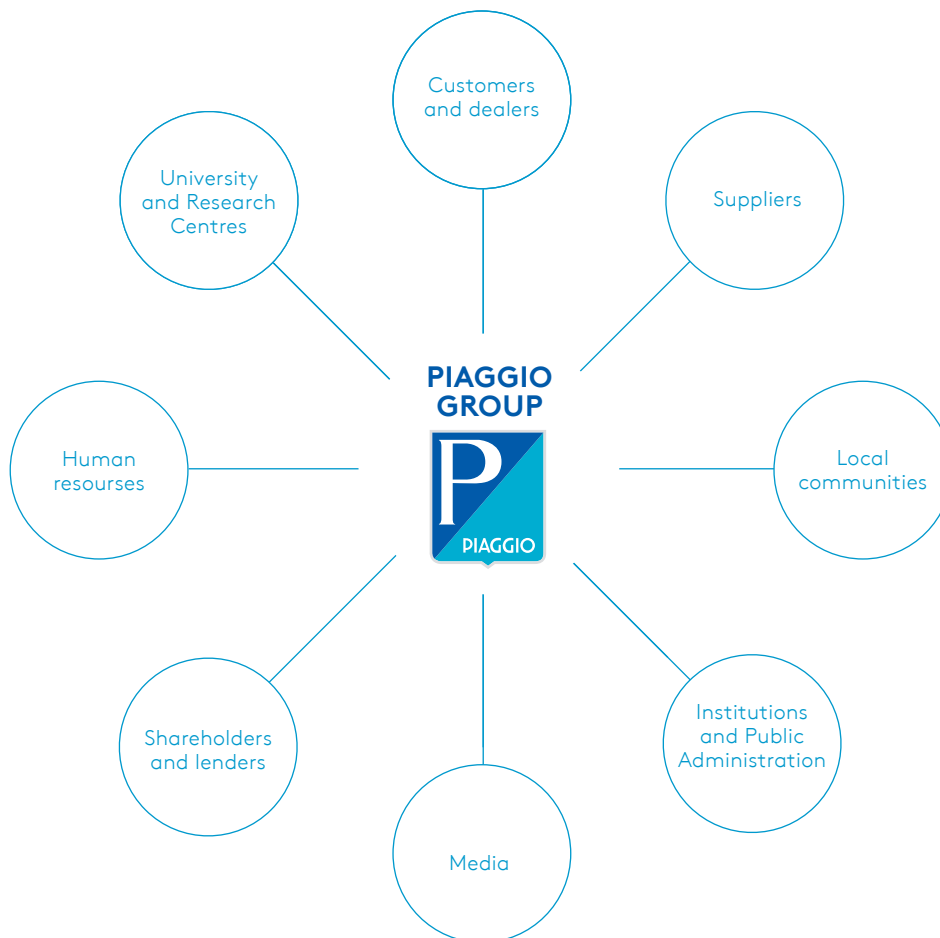 Customers
and dealers
University
and Research
Centres
Suppliers
PIAGGIO
GROUP
P
PIAGGIO
Human
resourses
Local
communities
Shareholders
and lenders
Institutions
and Public
Administration
Media